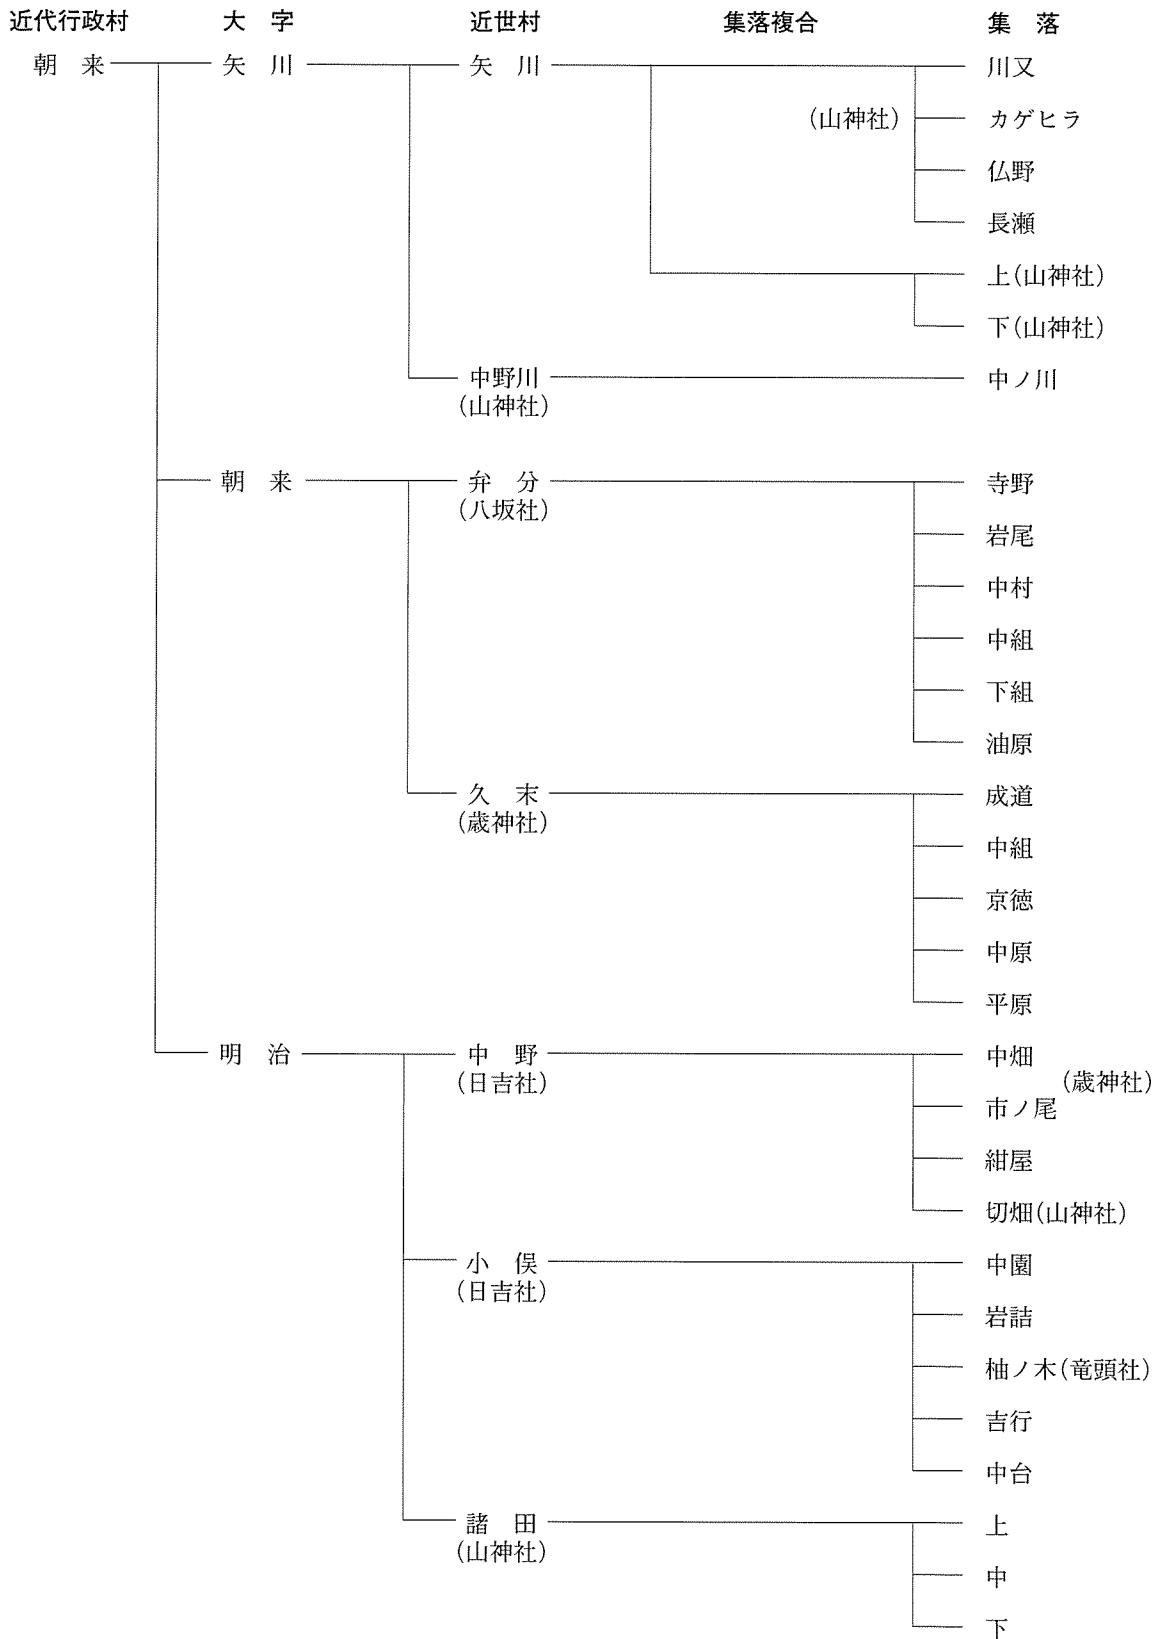 近代行政村 大字 近世村 集落複合 集落
朝来 矢川 矢川 川又
(山神社) カゲヒラ
仏野
長瀬
上(山神社)
下(山神社)
中野川 中ノ川
(山神社)
朝来 弁分 寺野
(八坂社)
岩尾
中村
中組
下組
油原
久末 成道
(歳神社)
中組
京徳
中原
平原
明治 中野 中畑
(日吉社) (歳神社)
市ノ尾
紺屋
切畑(山神社)
小俣 中園
(日吉社)
岩詰
柚ノ木(竜頭社)
吉行
中台
諸田 上
(山神社)
中
下